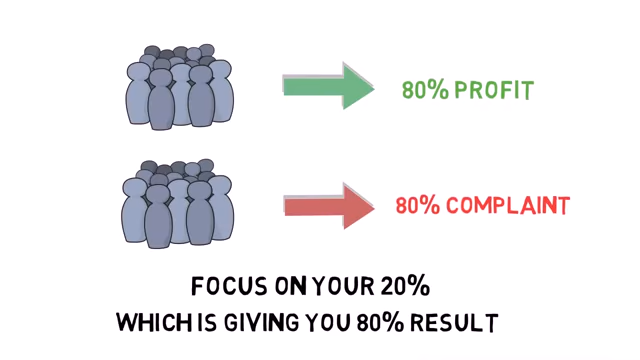 80% PROFIT
80% COMPLAINT
FOCUS ON YOUR 20%
WHICH IS GIVING YOU 80% RESULT